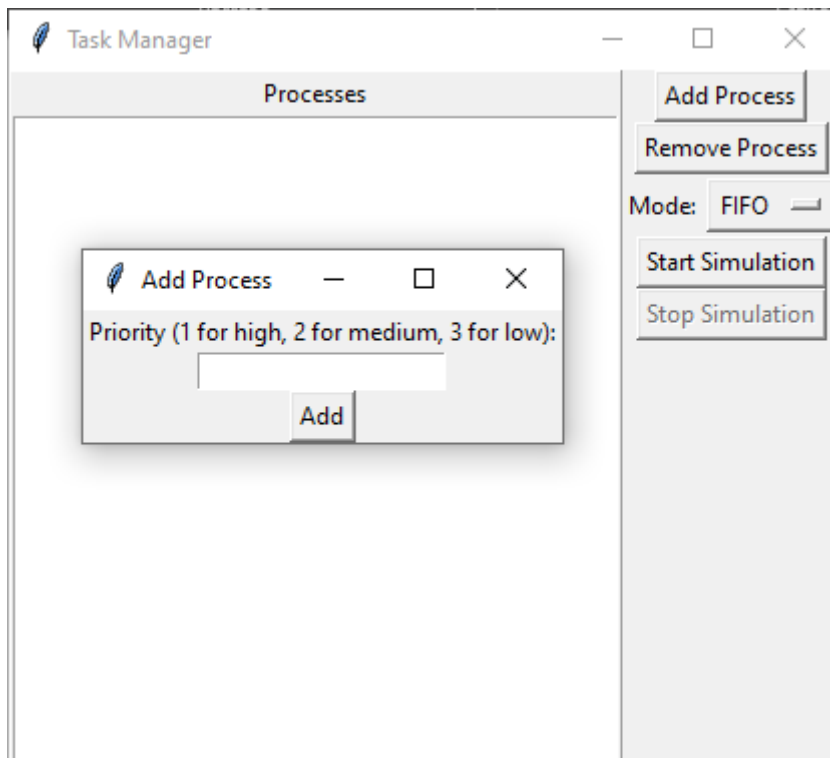 Task Manager
Processes
Add Process
Remove Process
Mode: FIFO
Start Simulation
Stop Simulation
Add Process
Priority (1 for high, 2 for medium, 3 for low):
Add